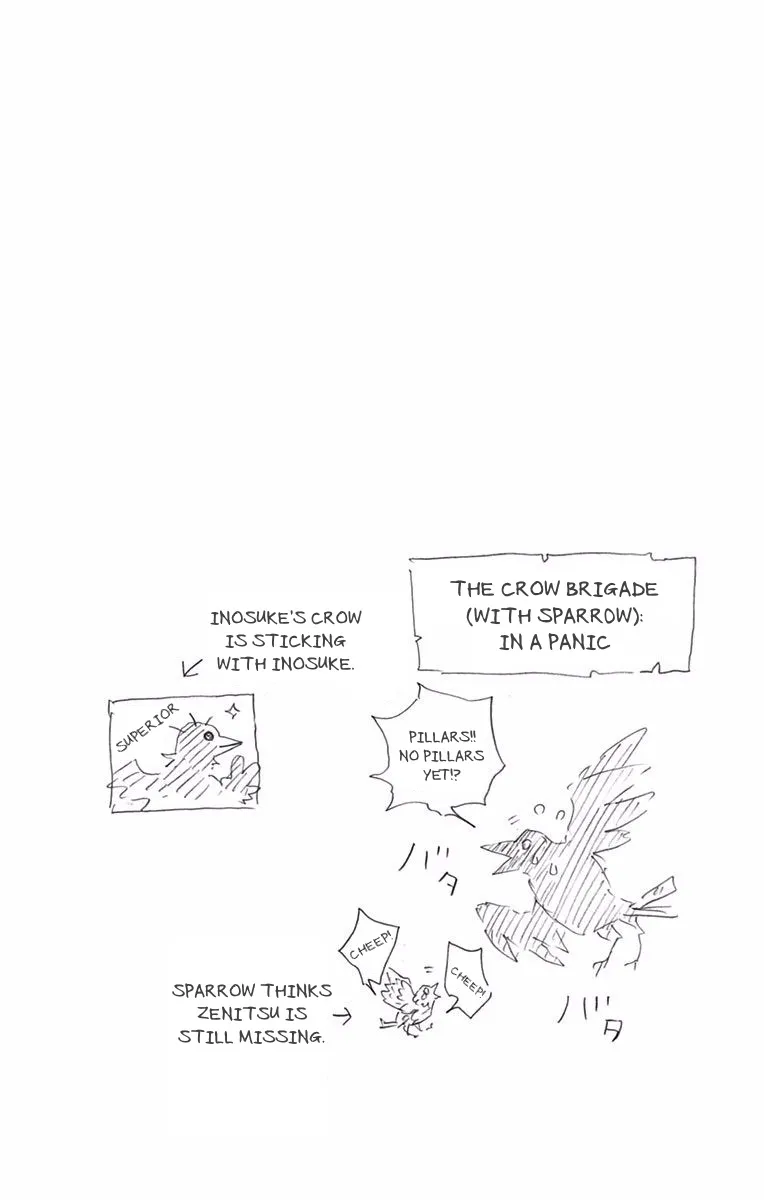 THE CROW BRIGADE
(WITH SPARROW):
IN A PANIC
INOSUKE'S CROW
IS STICKING
WITH INOSUKE.
SUPERIOR
PILLARS!!
NO PILLARS
YET!?
バタ
CHEEP!
CHEEP!
SPARROW THINKS
ZENITSU IS
STILL MISSING.
バタ